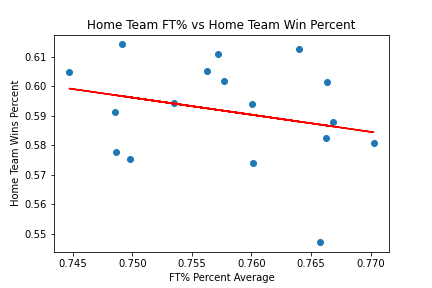 Home Team FT% vs Home Team Win Percent
Home Team Wins Percent
0.61
0.60
0.59
0.58
0.57
0.56
0.55
0.745 0.750 0.755 0.760 0.765 0.770
FT% Percent Average